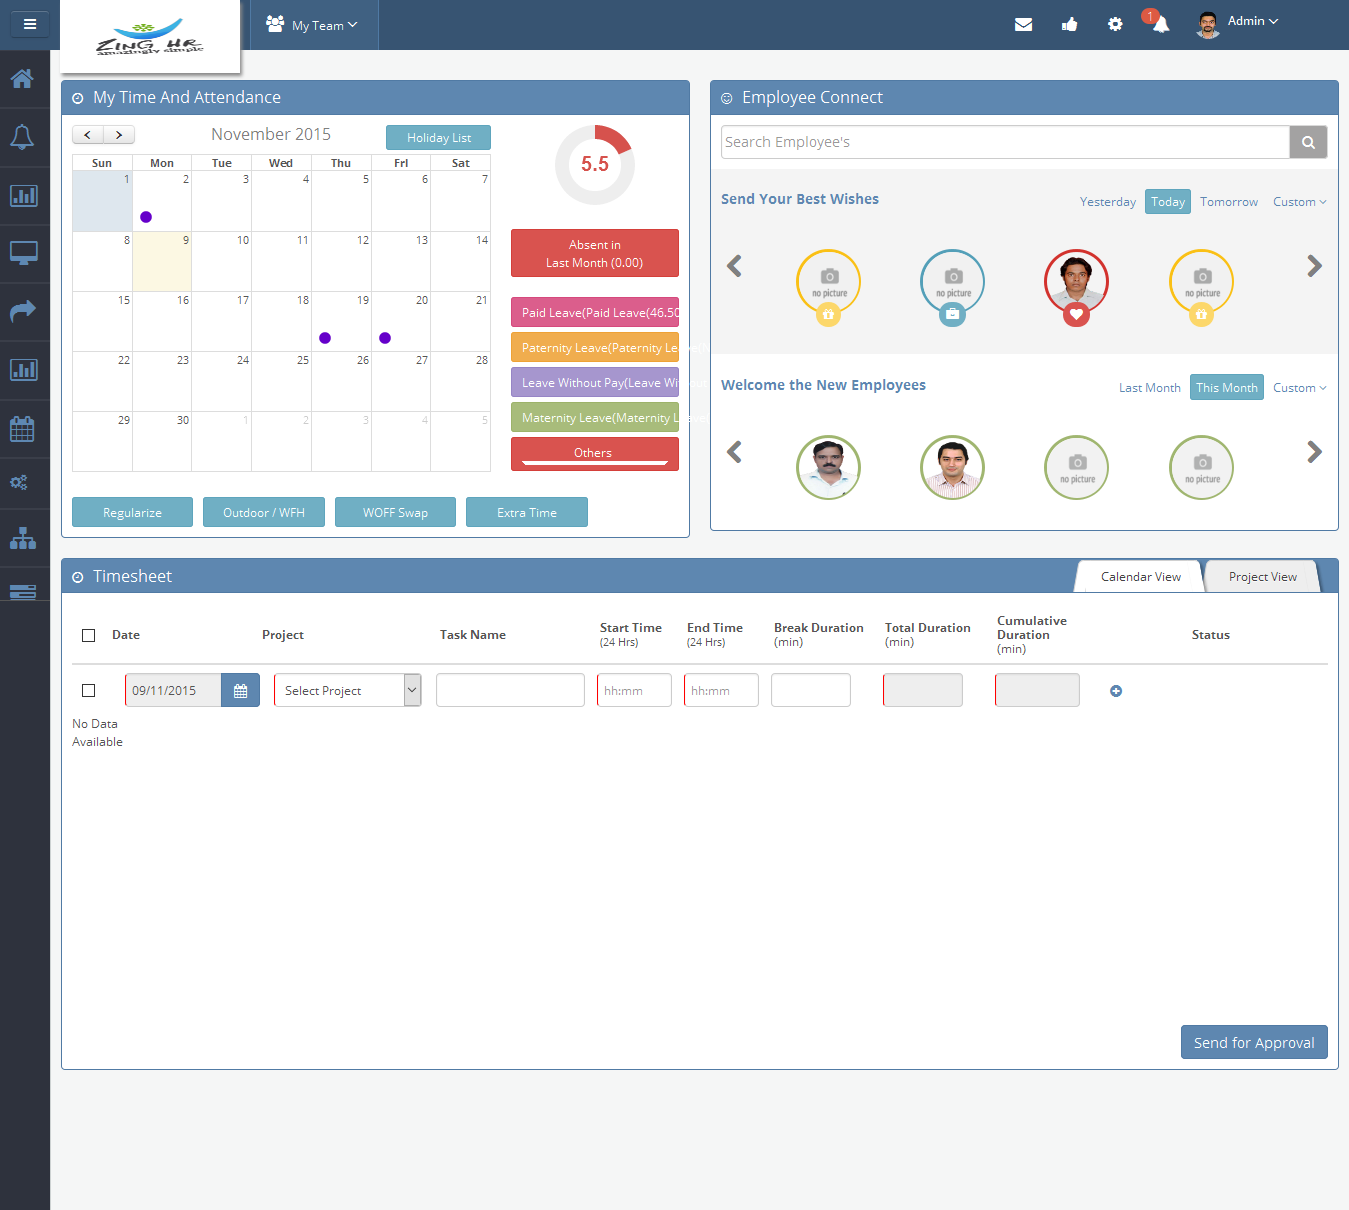 ZING HR
amazingly simple
My Team
1
Admin
My Time And Attendance
November 2015
Holiday List
Sun Mon Tue Wed Thu Fri Sat
1 2 3 4 5 6 7
8 9 10 11 12 13 14
15 16 17 18 19 20 21
22 23 24 25 26 27 28
29 30 1 2 3 4 5
5.5
Absent in
Last Month (0.00)
Paid Leave(Paid Leave(46.50
Paternity Leave(Paternity Leave(
Leave Without Pay(Leave Without
Maternity Leave(Maternity Leave
Others
Regularize
Outdoor / WFH
WOFF Swap
Extra Time
Employee Connect
Search Employee's
Send Your Best Wishes
Yesterday Today Tomorrow Custom
no picture
no picture
no picture
Welcome the New Employees
Last Month This Month Custom
no picture
no picture
Timesheet
Calendar View
Project View
Date Project Task Name Start Time End Time Break Duration Total Duration Cumulative Status
(24 Hrs) (24 Hrs) (min) (min) Duration
(min)
09/11/2015 Select Project hh:mm hh:mm
No Data
Available
Send for Approval